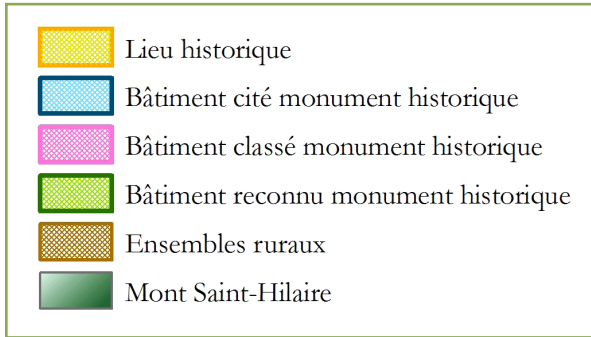 Lieu historique
Bâtiment cité monument historique
Bâtiment classé monument historique
Bâtiment reconnu monument historique
Ensembles ruraux
Mont Saint-Hilaire